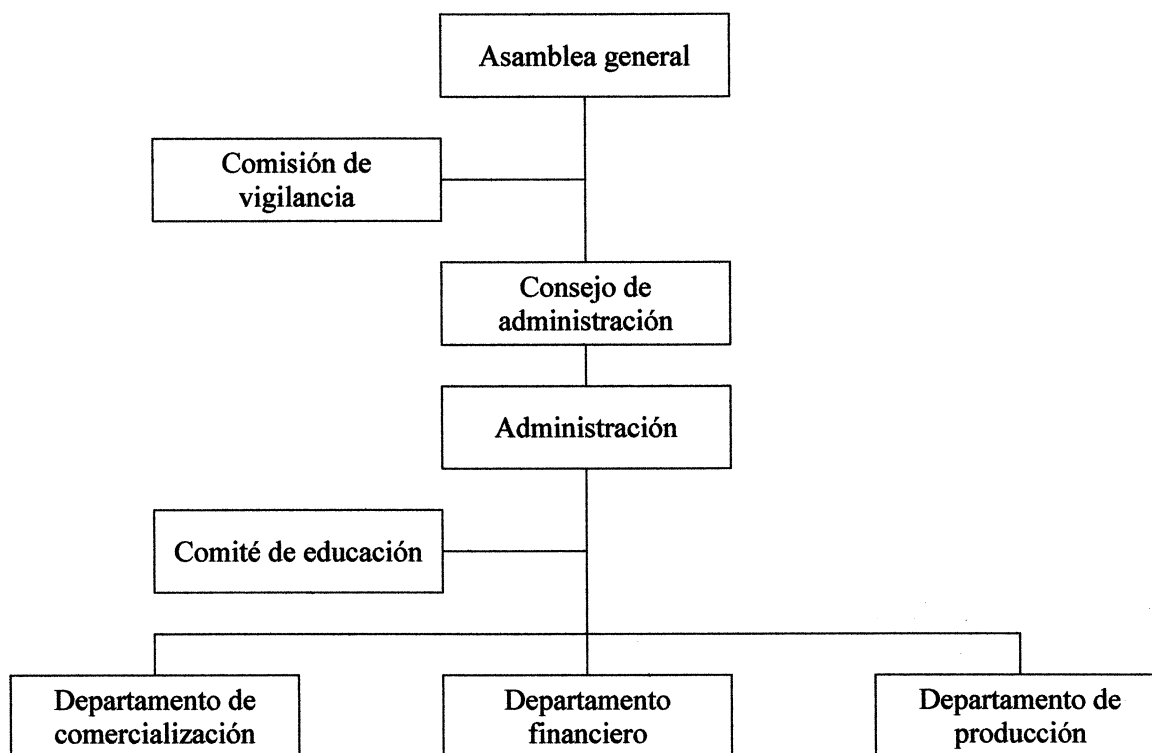 Asamblea general
Comisión de
vigilancia
Consejo de
administración
Administración
Comité de educación
Departamento de
comercialización
Departamento
financiero
Departamento de
producción